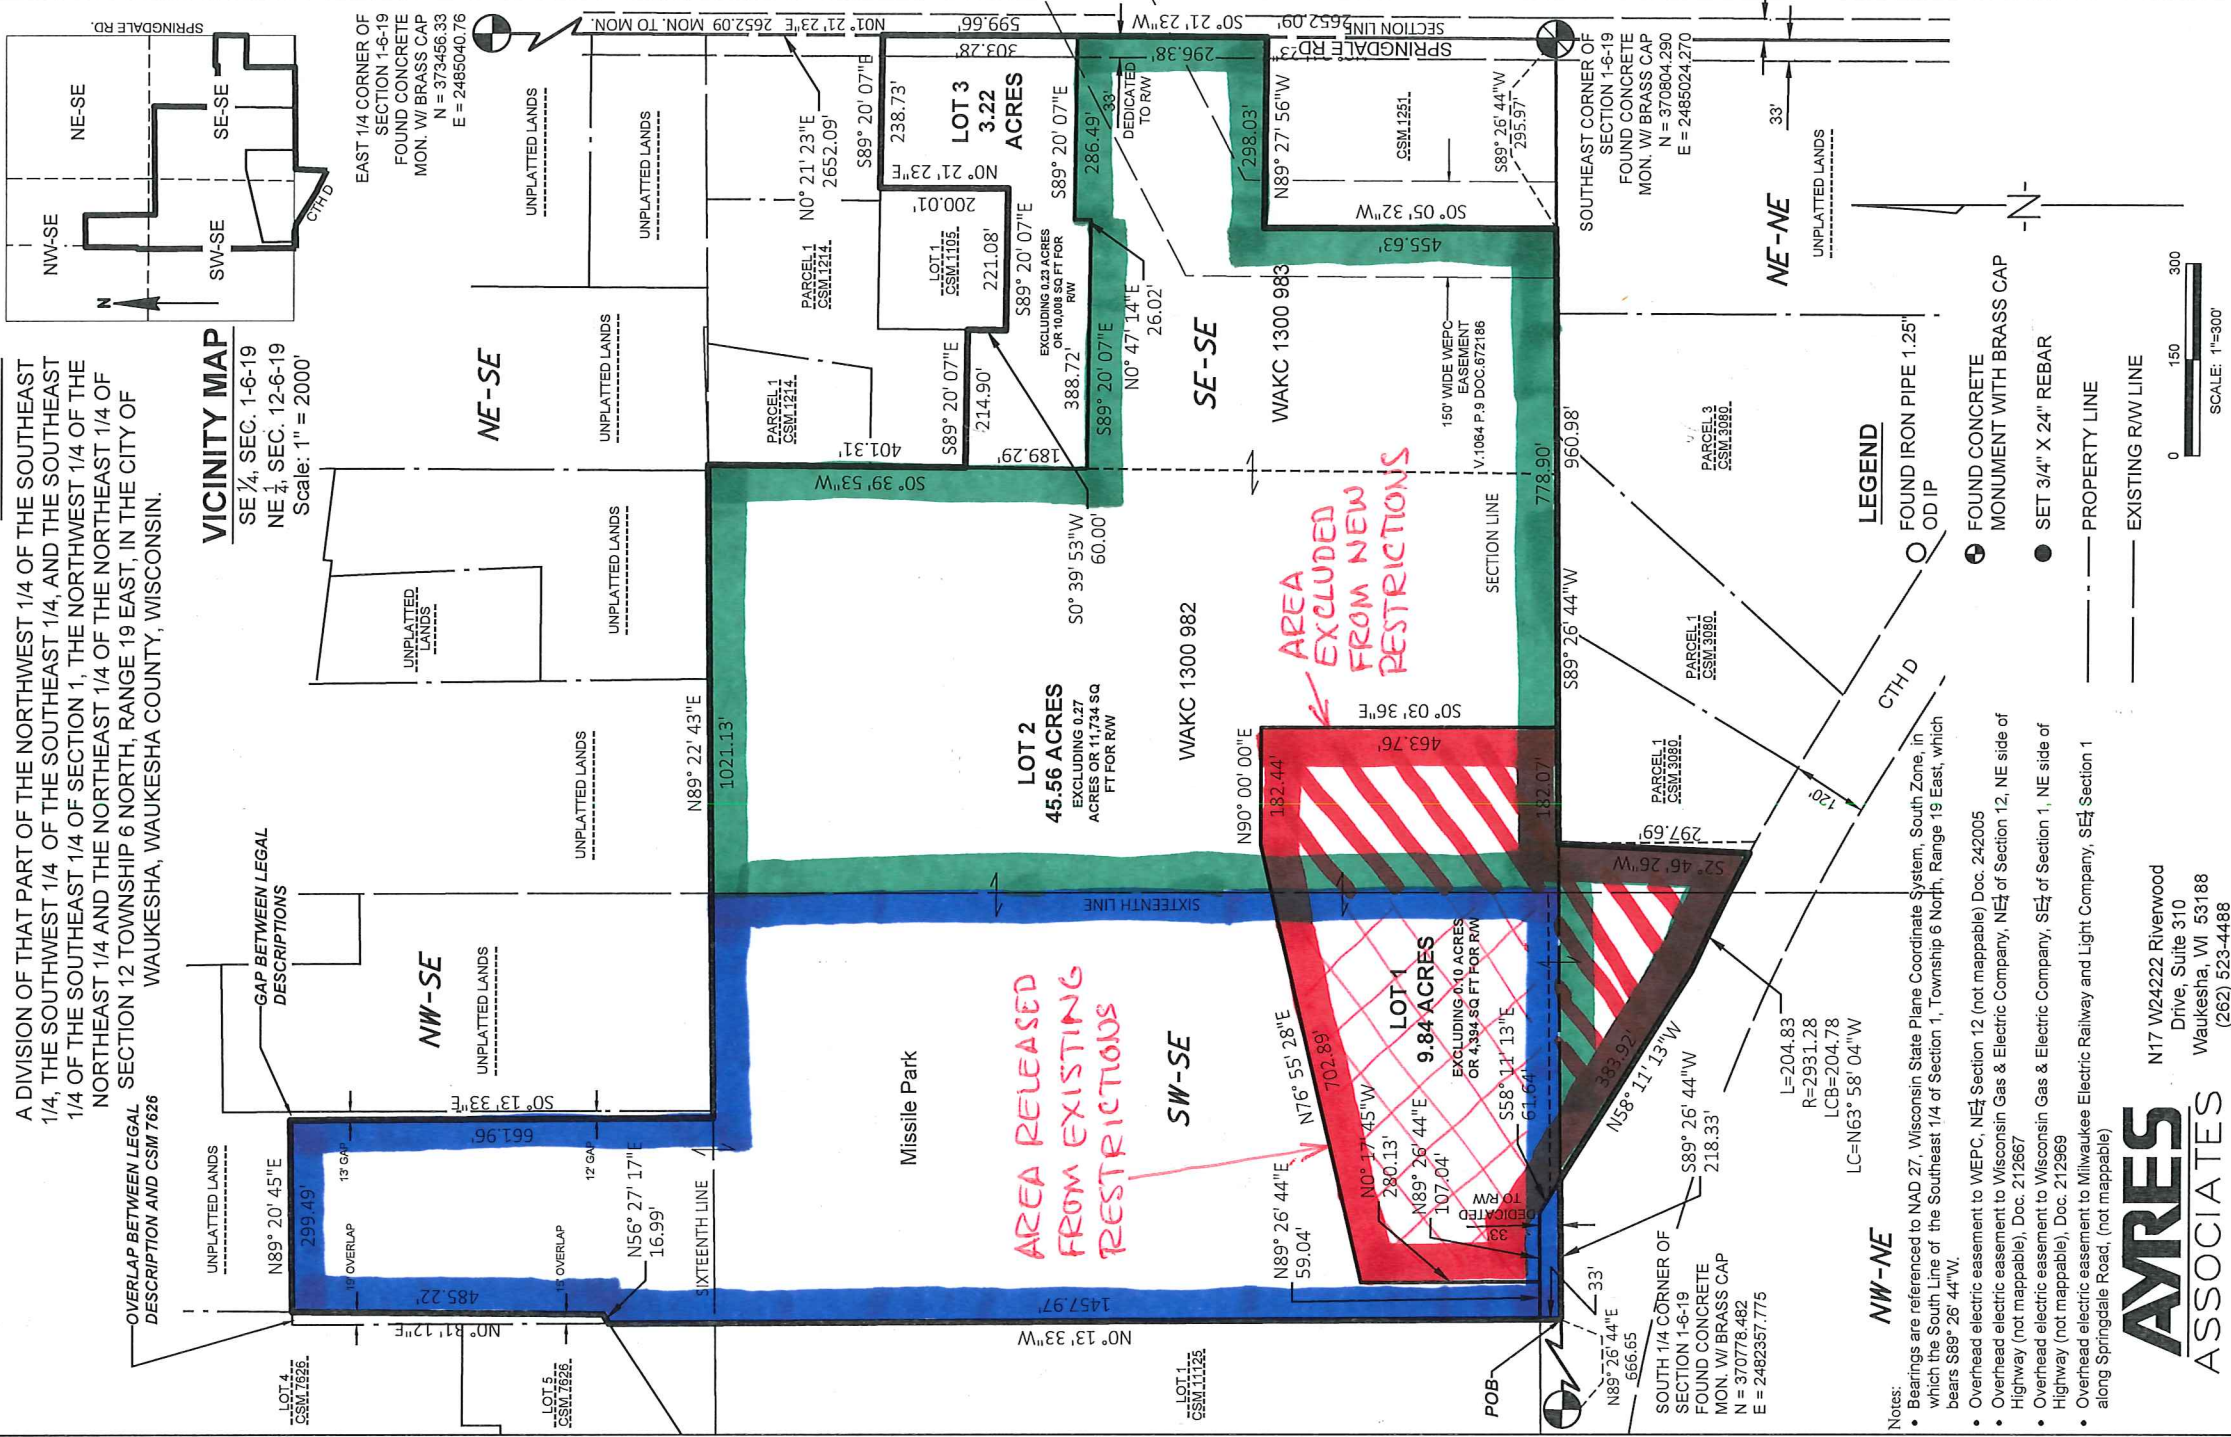 A DIVISION OF THAT PART OF THE NORTHWEST 1/4 OF THE SOUTHEAST
1/4, THE SOUTHWEST 1/4 OF THE SOUTHEAST 1/4, AND THE SOUTHEAST
1/4 OF THE SOUTHEAST 1/4 OF SECTION 1, THE NORTHWEST 1/4 OF THE
NORTHEAST 1/4 AND THE NORTHEAST 1/4 OF THE NORTHEAST 1/4 OF
SECTION 12 TOWNSHIP 6 NORTH, RANGE 19 EAST, IN THE CITY OF
WAUKESHA, WAUKESHA COUNTY, WISCONSIN.
VICINITY MAP
SE ¼, SEC. 1-6-19
NE ¼, SEC. 12-6-19
Scale: 1" = 2000'
N
NW-SE
NE-SE
SW-SE
SE-SE
CTH D
SPRINGDALE RD.
EAST 1/4 CORNER OF
SECTION 1-6-19
FOUND CONCRETE
MON. W/ BRASS CAP
N = 373456.33
E = 2485040.76
OVERLAP BETWEEN LEGAL
DESCRIPTION AND CSM 7626
GAP BETWEEN LEGAL
DESCRIPTIONS
UNPLATTED LANDS
NW-SE
UNPLATTED LANDS
UNPLATTED LANDS
UNPLATTED
LANDS
UNPLATTED LANDS
UNPLATTED LANDS
NE-SE
UNPLATTED LANDS
UNPLATTED LANDS
LOT 4
CSM 7626
LOT 5
CSM 7626
LOT 1
CSM 11125
N89° 20' 45"E
299.49'
13' GAP
12' GAP
19' OVERLAP
S0° 13' 33"E
661.96'
485.22'
N0° 31' 12"E
N56° 27' 17"E
16.99'
SIXTEENTH LINE
N0° 13' 33"W
1457.97'
Missile Park
SW-SE
AREA RELEASED
FROM EXISTING
RESTRICTIONS
SIXTEENTH LINE
N89° 22' 43"E
1021.13'
LOT 2
45.56 ACRES
EXCLUDING 0.27
ACRES OR 11,734 SQ
FT FOR R/W
WAKC 1300 982
S0° 39' 53"W
401.31'
189.29'
S0° 39' 53"W
60.00'
PARCEL 1
CSM 1214
PARCEL 1
CSM 1214
S89° 20' 07"E
214.90'
LOT 1
CSM 1105
221.08'
S89° 20' 07"E
200.01'
N0° 21' 23"E
EXCLUDING 0.23 ACRES
OR 10,008 SQ FT FOR
R/W
388.72'
S89° 20' 07"E
N0° 47' 14"E
26.02'
S89° 20' 07"E
238.73'
LOT 3
3.22
ACRES
S89° 20' 07"E
286.49'
N0° 21' 23"E
2652.09'
N01° 21' 23"E 2652.09 MON. TO MON.
599.66'
303.28'
S0° 21' 23"W
2652.09'
296.38'
SECTION LINE
SPRINGDALE RD
33'
DEDICATED
TO R/W
298.03'
N89° 27' 56"W
CSM 1251
S0° 05' 32"W
455.63'
S89° 26' 44"W
295.97'
SOUTHEAST CORNER OF
SECTION 1-6-19
FOUND CONCRETE
MON. W/ BRASS CAP
N = 370804.290
E = 2485024.270
SE-SE
WAKC 1300 983
150' WIDE WEPC
EASEMENT
V.1064 P.9 DOC.672186
SECTION LINE
778.90'
960.98'
S89° 26' 44"W
AREA
EXCLUDED
FROM NEW
RESTRICTIONS
N90° 00' 00"E
182.44'
S0° 03' 36"E
463.76'
182.07'
N76° 55' 28"E
702.89'
LOT 1
9.84 ACRES
EXCLUDING 0.10 ACRES
OR 4,394 SQ FT FOR R/W
N0° 17' 45"W
280.13'
N89° 26' 44"E
107.04'
S58° 11' 13"E
61.64'
N89° 26' 44"E
59.04'
33'
DEDICATED
TO R/W
S2° 46' 26"W
297.69'
383.92'
N58° 11' 13"W
L=204.83
R=2931.28
LCB=204.78
LC=N63° 58' 04"W
S89° 26' 44"W
218.33'
POB
33'
N89° 26' 44"E
666.65
SOUTH 1/4 CORNER OF
SECTION 1-6-19
FOUND CONCRETE
MON. W/ BRASS CAP
N = 370778.482
E = 2482357.775
NW-NE
PARCEL 1
CSM 3080
PARCEL 1
CSM 3080
PARCEL 3
CSM 3080
120'
CTH D
NE-NE
33'
UNPLATTED LANDS
-N-
LEGEND
FOUND IRON PIPE 1.25"
OD IP
FOUND CONCRETE
MONUMENT WITH BRASS CAP
SET 3/4" X 24" REBAR
PROPERTY LINE
EXISTING R/W LINE
0 150 300
SCALE: 1"=300'
Notes:
• Bearings are referenced to NAD 27, Wisconsin State Plane Coordinate System, South Zone, in
which the South Line of the Southeast 1/4 of Section 1, Township 6 North, Range 19 East, which
bears S89° 26' 44"W.
• Overhead electric easement to WEPC, NE¼ Section 12 (not mappable) Doc. 242005
• Overhead electric easement to Wisconsin Gas & Electric Company, NE¼ of Section 12, NE side of
Highway (not mappable), Doc. 212667
• Overhead electric easement to Wisconsin Gas & Electric Company, SE¼ of Section 1, NE side of
Highway (not mappable), Doc. 212969
• Overhead electric easement to Milwaukee Electric Railway and Light Company, SE¼ Section 1
along Springdale Road, (not mappable)
AYRES
ASSOCIATES
N17 W24222 Riverwood
Drive, Suite 310
Waukesha, WI 53188
(262) 523-4488